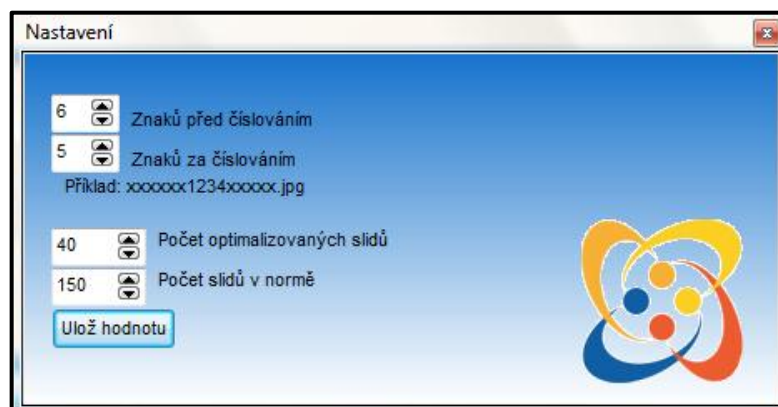 Nastavení
6 Znaků před číslováním
5 Znaků za číslováním
Příklad: xxxxxx1234xxxxx.jpg
40 Počet optimalizovaných slidů
150 Počet slidů v normě
Ulož hodnotu